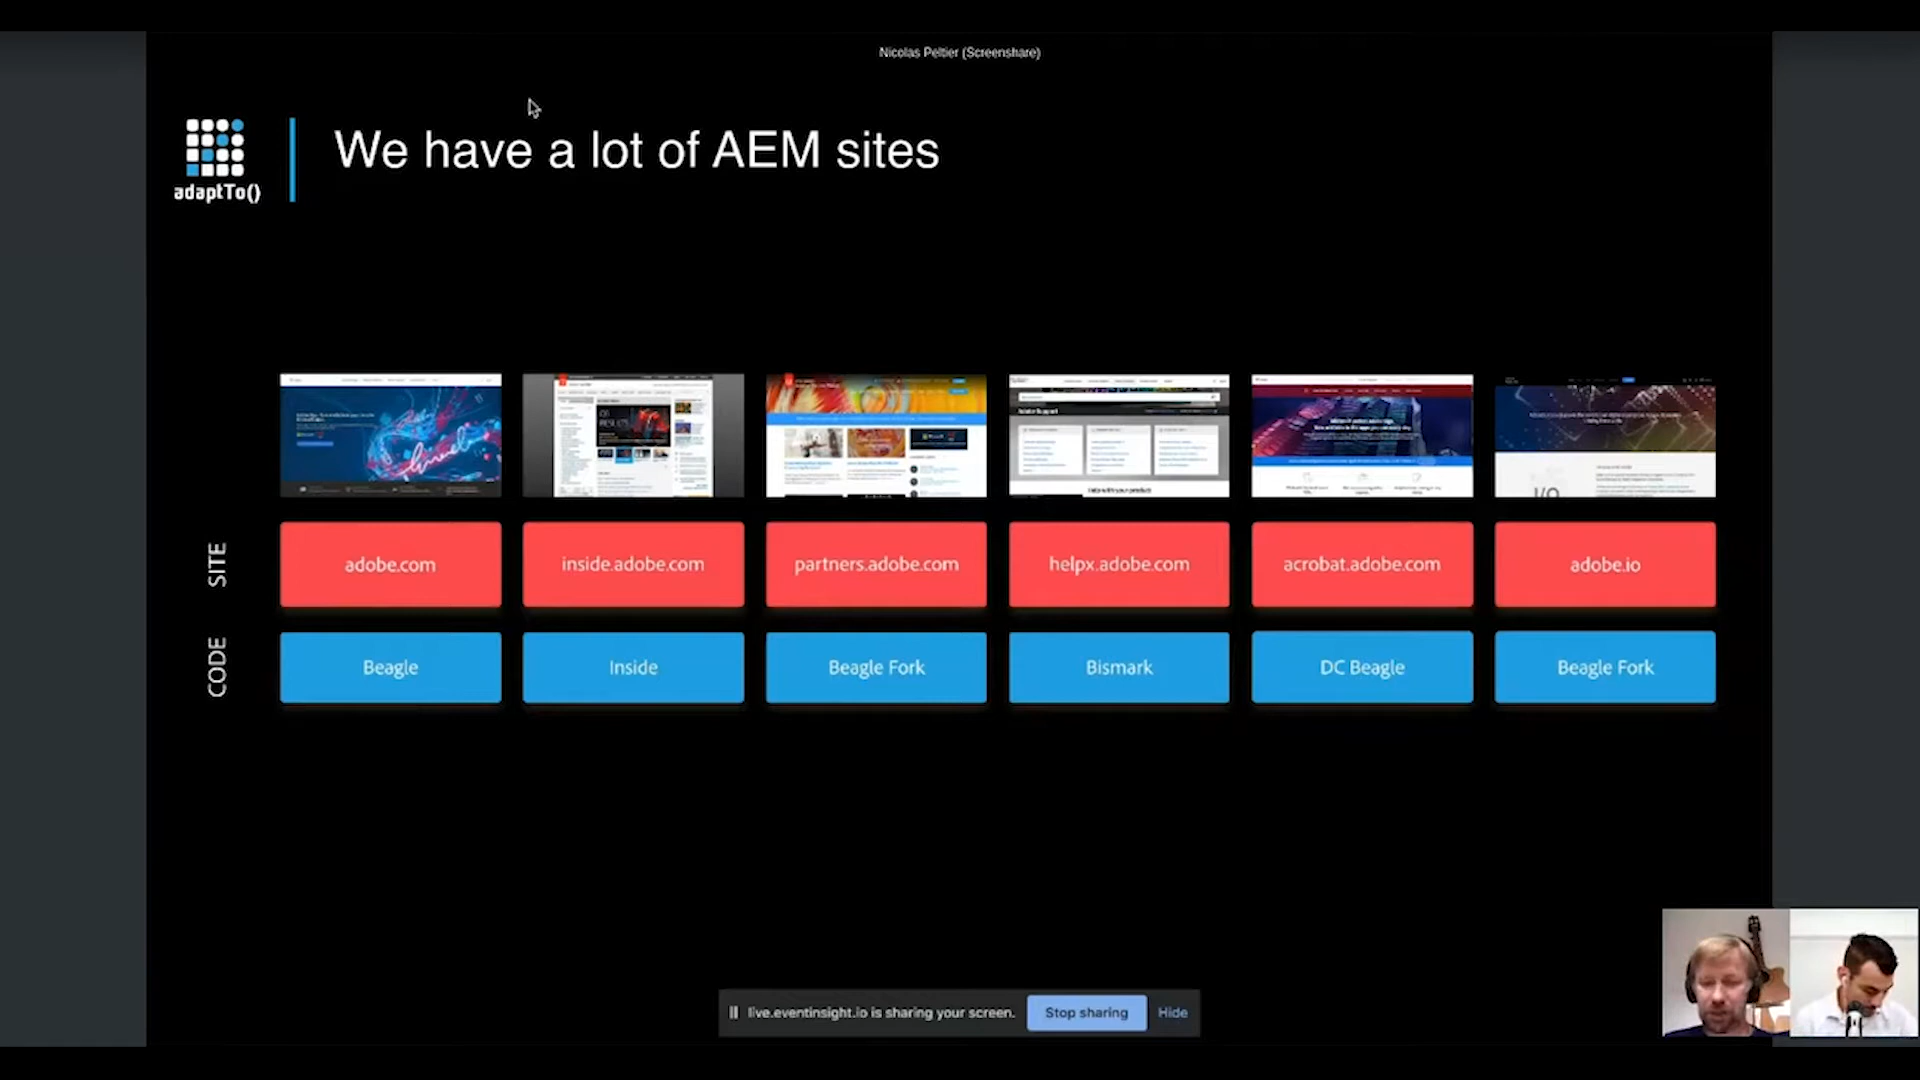 Nicolas Peltier (Screenshare)
adaptTo()
We have a lot of AEM sites
SITE
adobe.com
inside.adobe.com
partners.adobe.com
helpx.adobe.com
acrobat.adobe.com
adobe.io
CODE
Beagle
Inside
Beagle Fork
Bismark
DC Beagle
Beagle Fork
live.eventinsight.io is sharing your screen.
Stop sharing
Hide